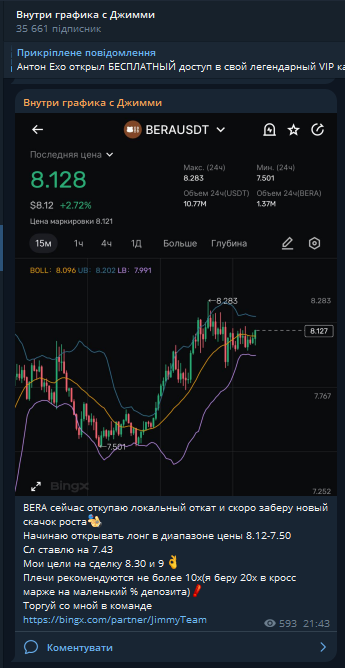 Внутри графика с Джимми
35 661 підписник
Прикріплене повідомлення
Антон Exo открыл БЕСПЛАТНЫЙ доступ в свой легендарный VIP ка
Внутри графика с Джимми
BERAUSDT
Последняя цена
Макс. (24ч)
Мин. (24ч)
8.128
8.283
7.501
Объем 24ч(USDT)
Объем 24ч(BERA)
$8.12 +2.72%
10.77M
1.37M
Цена маркировки 8.121
15м 1ч 4ч 1Д Больше Глубина
BOLL: 8.096 UB: 8.202 LB: 7.991
8.283
8.283
8.127
7.767
7.501
BingX
7.252
BERA сейчас откупаю локальный откат и скоро заберу новый
скачок роста
Начинаю открывать лонг в диапазоне цены 8.12-7.50
Сл ставлю на 7.43
Мои цели на сделку 8.30 и 9
Плечи рекомендуются не более 10x(я беру 20x в кросс
марже на маленький % депозита)
Торгуй со мной в команде
https://bingx.com/partner/JimmyTeam
593 21:43
Коментувати